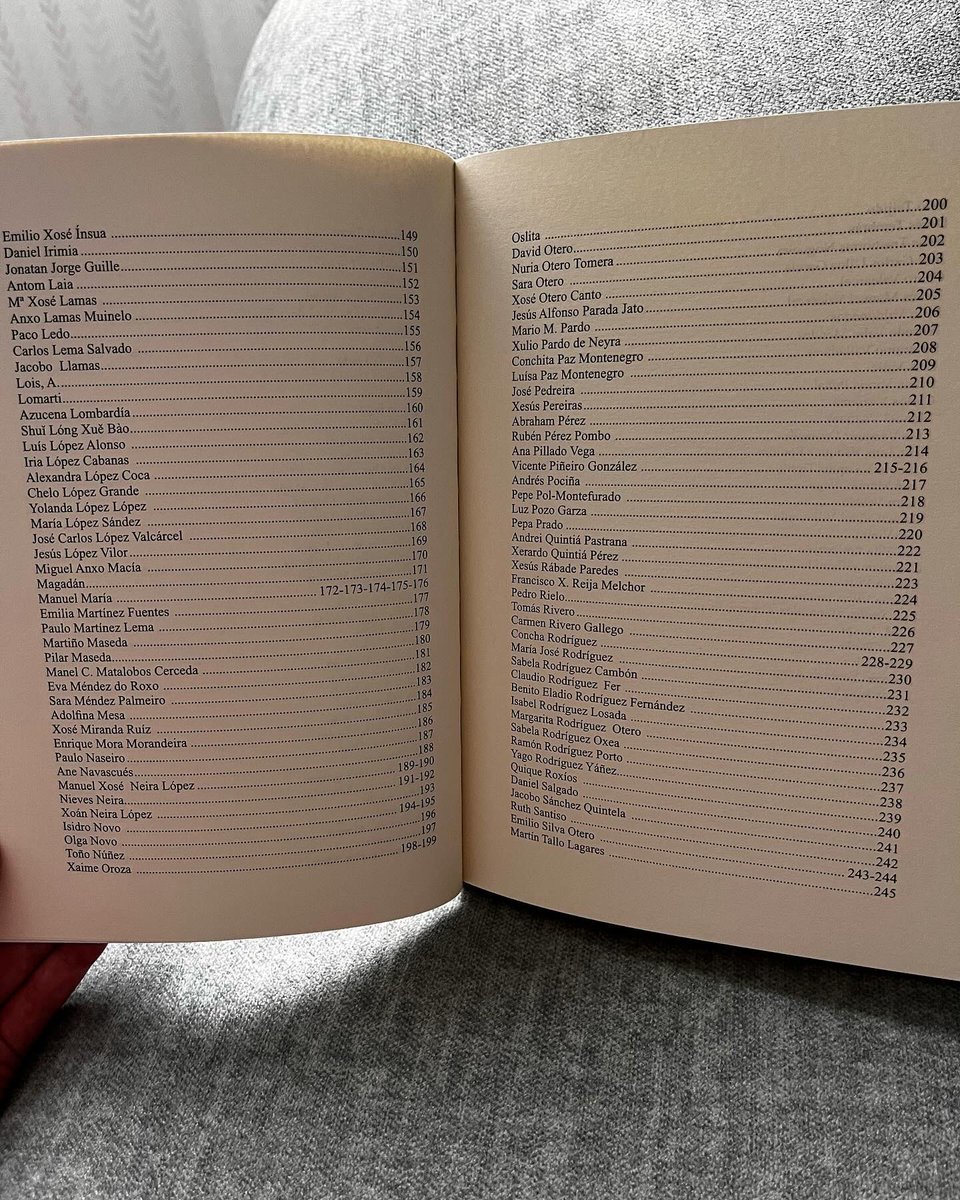 Emilio Xosé Ínsua ... 149
Daniel Irimia ... 150
Jonatan Jorge Guille ... 151
Antom Laia ... 152
Mª Xosé Lamas ... 153
Anxo Lamas Muinelo ... 154
Paco Ledo ... 155
Carlos Lema Salvado ... 156
Jacobo Llamas ... 157
Lois, A. ... 158
Lomarti ... 159
Azucena Lombardía ... 160
Shuǐ Lóng Xuě Bào ... 161
Luís López Alonso ... 162
Iria López Cabanas ... 163
Alexandra López Coca ... 164
Chelo López Grande ... 165
Yolanda López López ... 166
María López Sández ... 167
José Carlos López Valcárcel ... 168
Jesús López Vilor ... 169
Miguel Anxo Macía ... 170
Magadán ... 171
Manuel María ... 172-173-174-175-176
Emilia Martínez Fuentes ... 177
Paulo Martínez Lema ... 178
Martiño Maseda ... 179
Pilar Maseda ... 180
Manel C. Matalobos Cerceda ... 181
Eva Méndez do Roxo ... 182
Sara Méndez Palmeiro ... 183
Adolfina Mesa ... 184
Xosé Miranda Ruiz ... 185
Enrique Mora Morandeira ... 186
Paulo Naseiro ... 187
Ane Navascués ... 188
Manuel Xosé Neira López ... 189-190
Nieves Neira ... 191-192
Xoán Neira López ... 193
Isidro Novo ... 194-195
Olga Novo ... 196
Toño Núñez ... 197
Xaime Oroza ... 198-199
Oslita ... 200
David Otero ... 201
Nuria Otero Tomera ... 202
Sara Otero ... 203
Xosé Otero Canto ... 204
Jesús Alfonso Parada Jato ... 205
Mario M. Pardo ... 206
Xulio Pardo de Neyra ... 207
Conchita Paz Montenegro ... 208
Luísa Paz Montenegro ... 209
José Pedreira ... 210
Xesús Pereiras ... 211
Abraham Pérez ... 212
Rubén Pérez Pombo ... 213
Ana Pillado Vega ... 214
Vicente Piñeiro González ... 215-216
Andrés Pociña ... 217
Pepe Pol-Montefurado ... 218
Luz Pozo Garza ... 219
Pepa Prado ... 220
Andrei Quintiá Pastrana ... 222
Xerardo Quintiá Pérez ... 221
Xesús Rábade Paredes ... 223
Francisco X. Reija Melchor ... 224
Pedro Rielo ... 225
Tomás Rivero ... 226
Carmen Rivero Gallego ... 227
Concha Rodríguez ... 228-229
María José Rodríguez ... 230
Sabela Rodríguez Cambón ... 231
Claudio Rodríguez Fer ... 232
Benito Eladio Rodríguez Fernández ... 233
Isabel Rodríguez Losada ... 234
Margarita Rodríguez Otero ... 235
Sabela Rodríguez Oxea ... 236
Ramón Rodríguez Porto ... 237
Yago Rodríguez Yáñez ... 238
Quique Roxíos ... 239
Daniel Salgado ... 240
Jacobo Sánchez Quintela ... 241
Ruth Santiso ... 242
Emilio Silva Otero ... 243-244
Martín Tallo Lagares ... 245